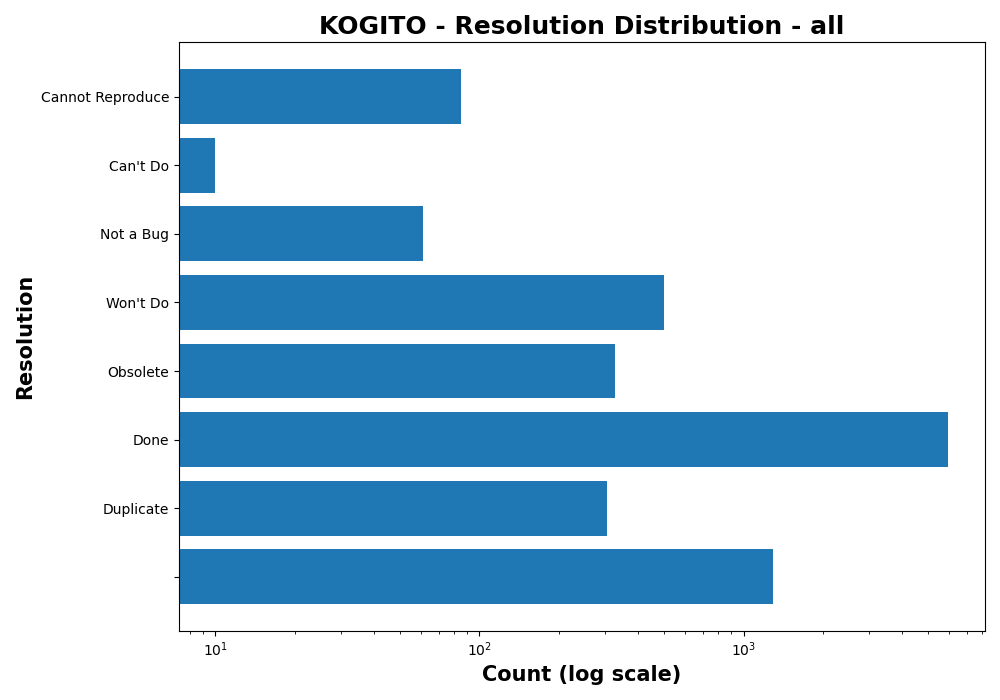 KOGITO - Resolution Distribution - all
Cannot Reproduce
Can't Do
Not a Bug
Won't Do
Obsolete
Done
Duplicate
Resolution
10¹ 10² 10³
Count (log scale)